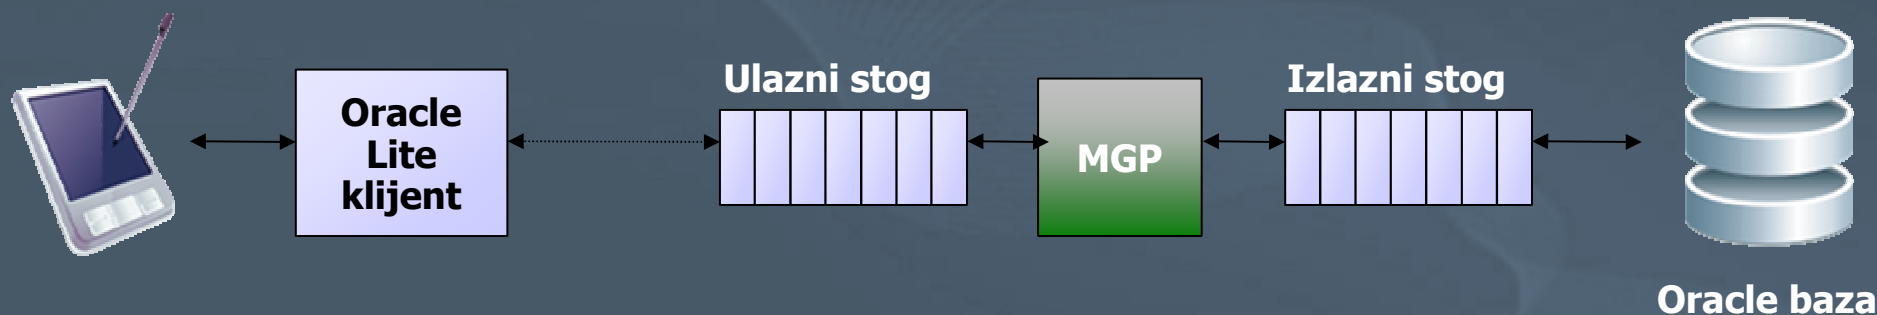 Oracle
Lite
klijent
Ulazni stog
MGP
Izlazni stog
Oracle baza